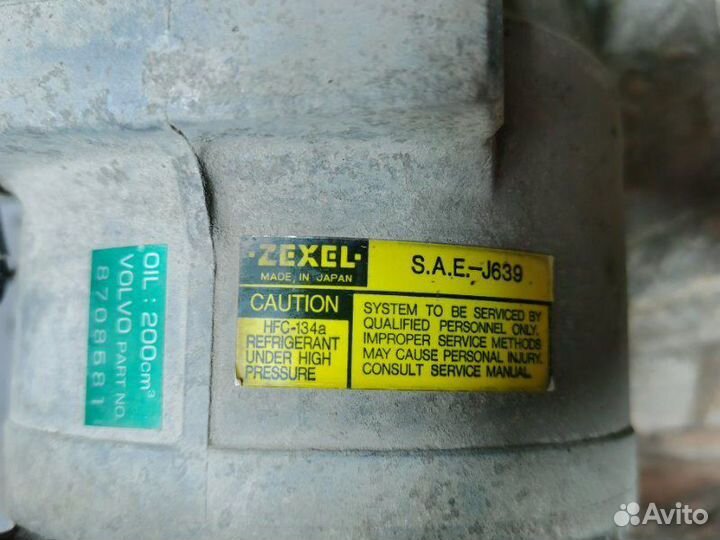 OIL : 200cm³
VOLVO PART NO.
8708581
·ZEXEL·
MADE IN JAPAN
S.A.E.-J639
CAUTION
HFC-134a
REFRIGERANT
UNDER HIGH
PRESSURE
SYSTEM TO BE SERVICED BY
QUALIFIED PERSONNEL ONLY.
IMPROPER SERVICE METHODS
MAY CAUSE PERSONAL INJURY.
CONSULT SERVICE MANUAL.
Avito